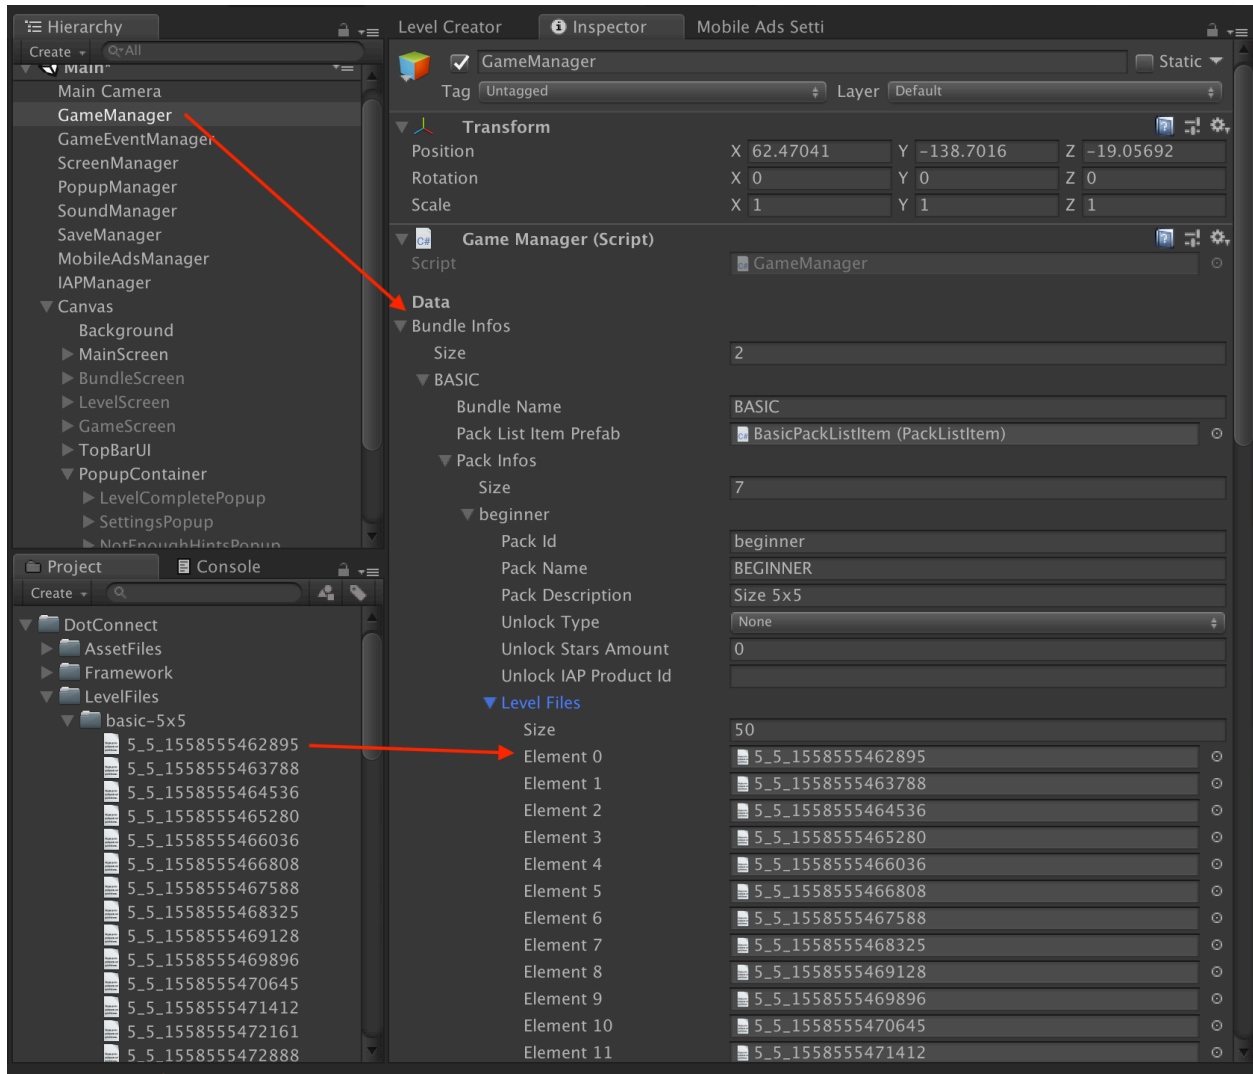 Hierarchy
Create
All
Main*
Main Camera
GameManager
GameEventManager
ScreenManager
PopupManager
SoundManager
SaveManager
MobileAdsManager
IAPManager
Canvas
Background
MainScreen
BundleScreen
LevelScreen
GameScreen
TopBarUI
PopupContainer
LevelCompletePopup
SettingsPopup
NotEnoughHintsPopup
Project
Console
Create
DotConnect
AssetFiles
Framework
LevelFiles
basic-5x5
5_5_1558555462895
5_5_1558555463788
5_5_1558555464536
5_5_1558555465280
5_5_1558555466036
5_5_1558555466808
5_5_1558555467588
5_5_1558555468325
5_5_1558555469128
5_5_1558555469896
5_5_1558555470645
5_5_1558555471412
5_5_1558555472161
5_5_1558555472888
Level Creator
Inspector
Mobile Ads Setti
GameManager
Static
Tag Untagged Layer Default
Transform
Position X 62.47041 Y -138.7016 Z -19.05692
Rotation X 0 Y 0 Z 0
Scale X 1 Y 1 Z 1
C# Game Manager (Script)
Script GameManager
Data
Bundle Infos
Size 2
BASIC
Bundle Name BASIC
Pack List Item Prefab BasicPackListItem (PackListItem)
Pack Infos
Size 7
beginner
Pack Id beginner
Pack Name BEGINNER
Pack Description Size 5x5
Unlock Type None
Unlock Stars Amount 0
Unlock IAP Product Id
Level Files
Size 50
Element 0 5_5_1558555462895
Element 1 5_5_1558555463788
Element 2 5_5_1558555464536
Element 3 5_5_1558555465280
Element 4 5_5_1558555466036
Element 5 5_5_1558555466808
Element 6 5_5_1558555467588
Element 7 5_5_1558555468325
Element 8 5_5_1558555469128
Element 9 5_5_1558555469896
Element 10 5_5_1558555470645
Element 11 5_5_1558555471412